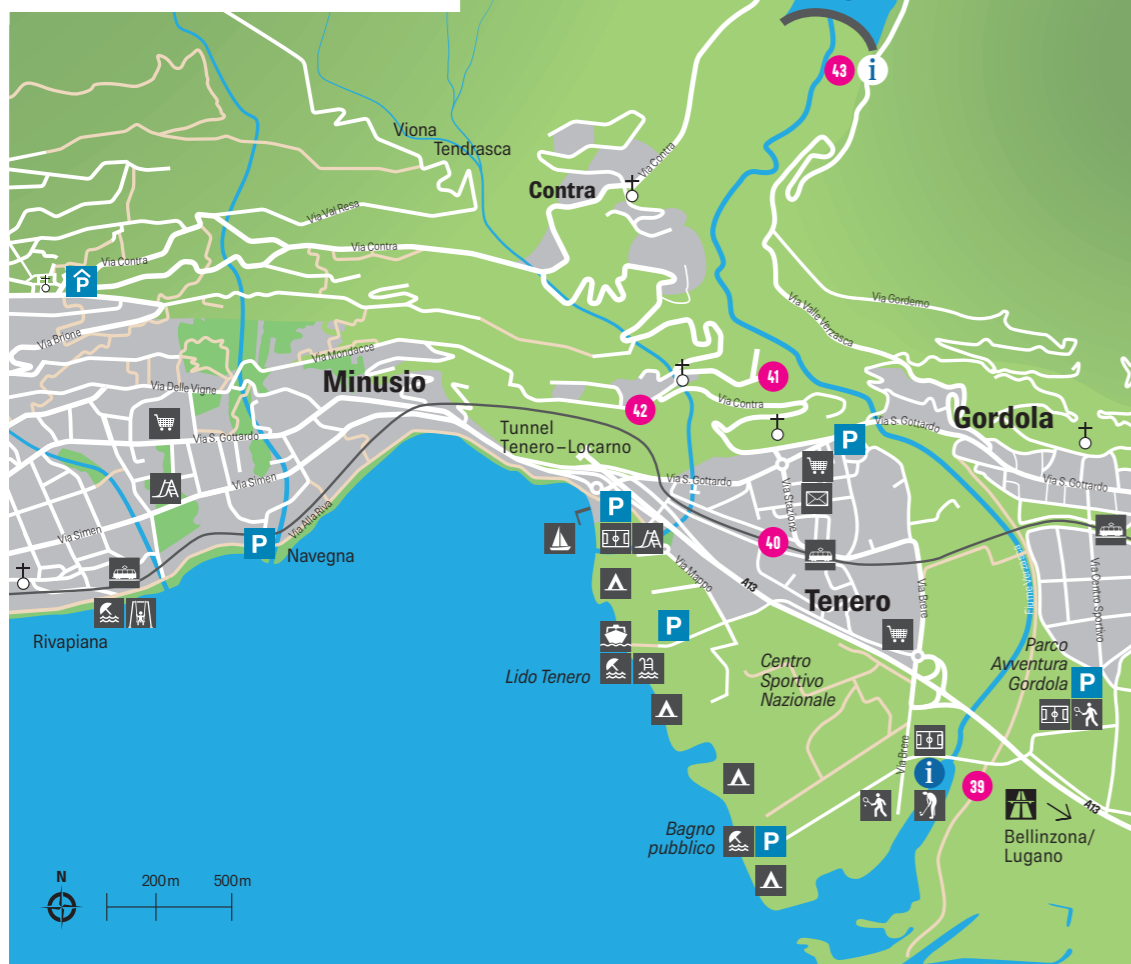 43
i
Viona
Tendrasca
Contra
Via Contra
Via Val Resa
Via Contra
Via Contra
P
Via Valle Verzasca
Via Gordemo
Via Brione
Via Mondacce
Minusio
Via Delle Vigne
41
42
Via Contra
Gordola
Via S. Gottardo
Via S. Gottardo
P
Tunnel
Tenero–Locarno
Via S. Gottardo
Via S. Gottardo
Via Simen
Via Stazione
P
Via Simen
Via Alla Riva
P
Navegna
40
Via Mappo
A13
Via Brere
Via Centro Sportivo
Tenero
Rivapiana
P
Lido Tenero
Centro
Sportivo
Nazionale
Parco
Avventura
Gordola
P
Via Brere
i
39
A13
Bellinzona/
Lugano
Bagno
pubblico
P
N
200 m
500 m